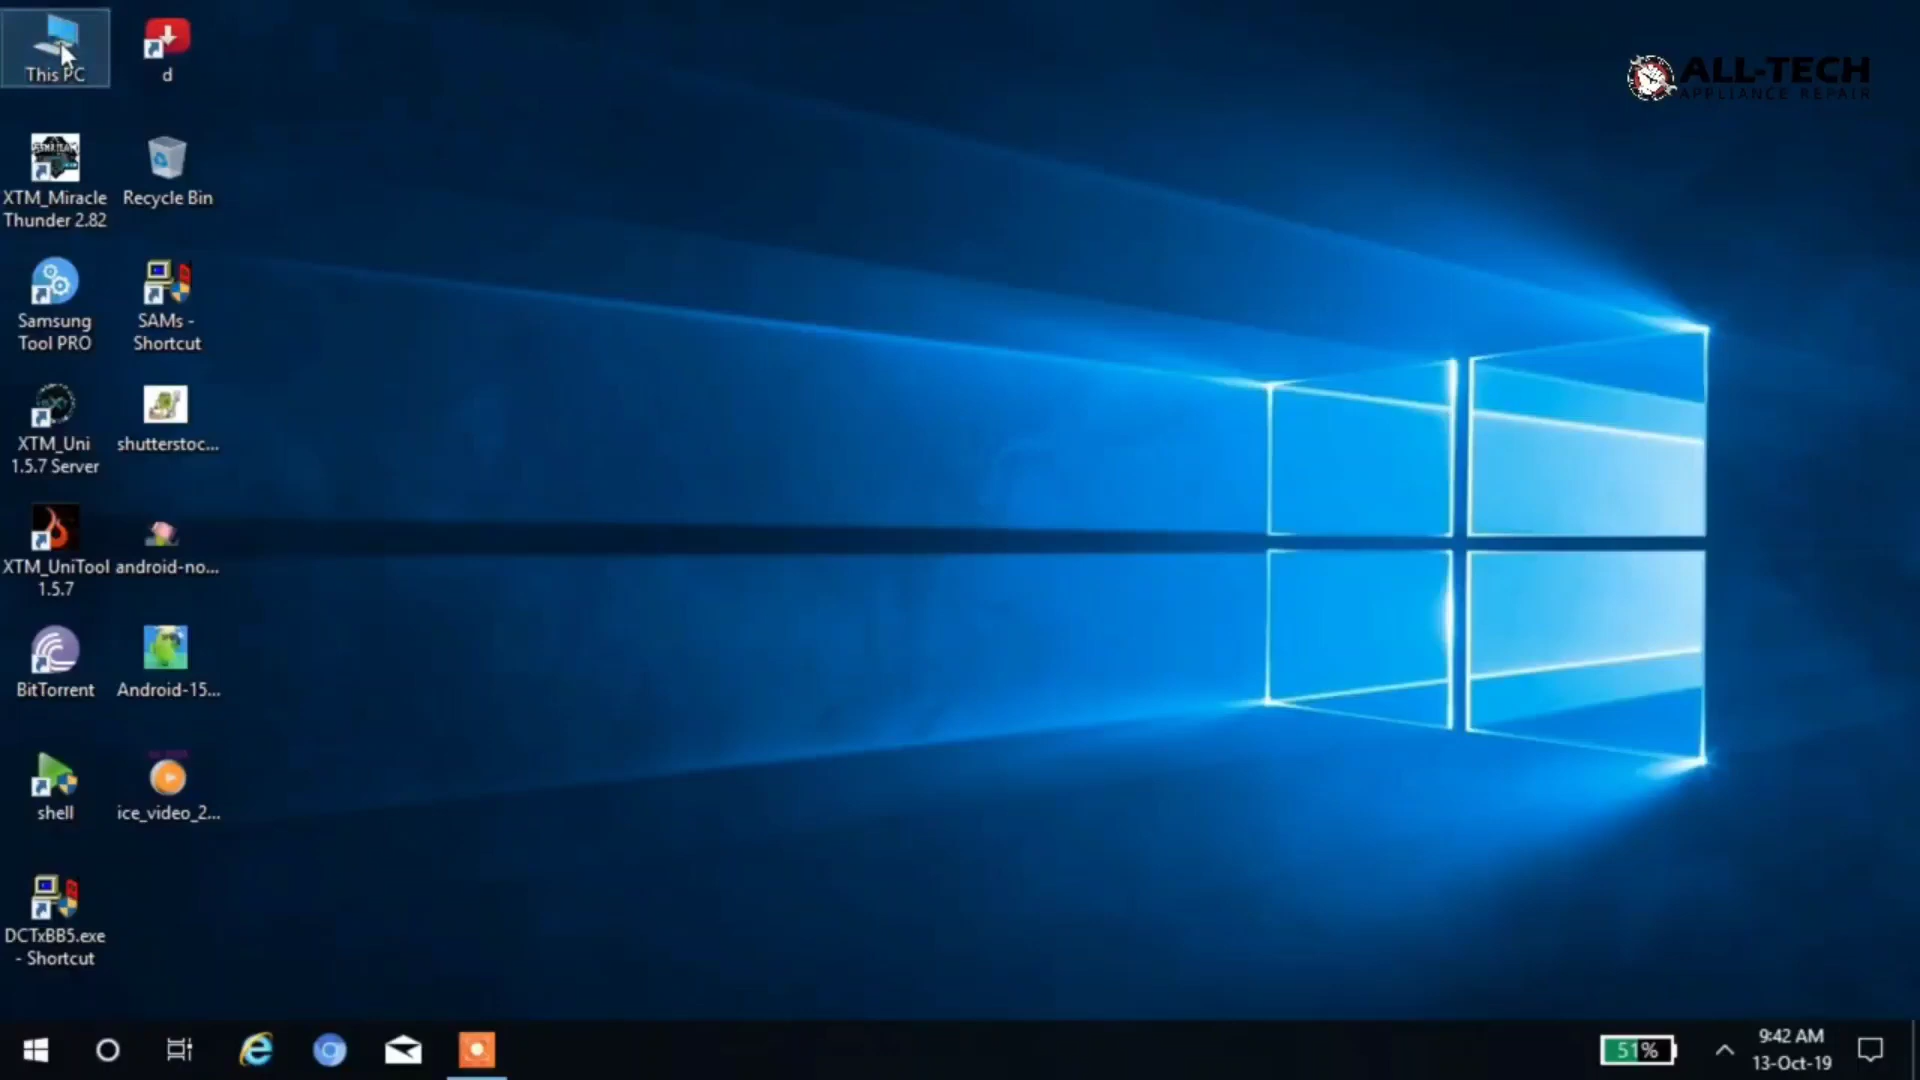 This PC
d
ALL-TECH
APPLIANCE REPAIR
XTM_Miracle
Thunder 2.82
Recycle Bin
Samsung
Tool PRO
SAMs -
Shortcut
XTM_Uni
1.5.7 Server
shutterstoc...
XTM_UniTool
1.5.7
android-no...
BitTorrent
Android-15...
shell
ice_video_2...
DCTxBB5.exe
- Shortcut
51%
9:42 AM
13-Oct-19